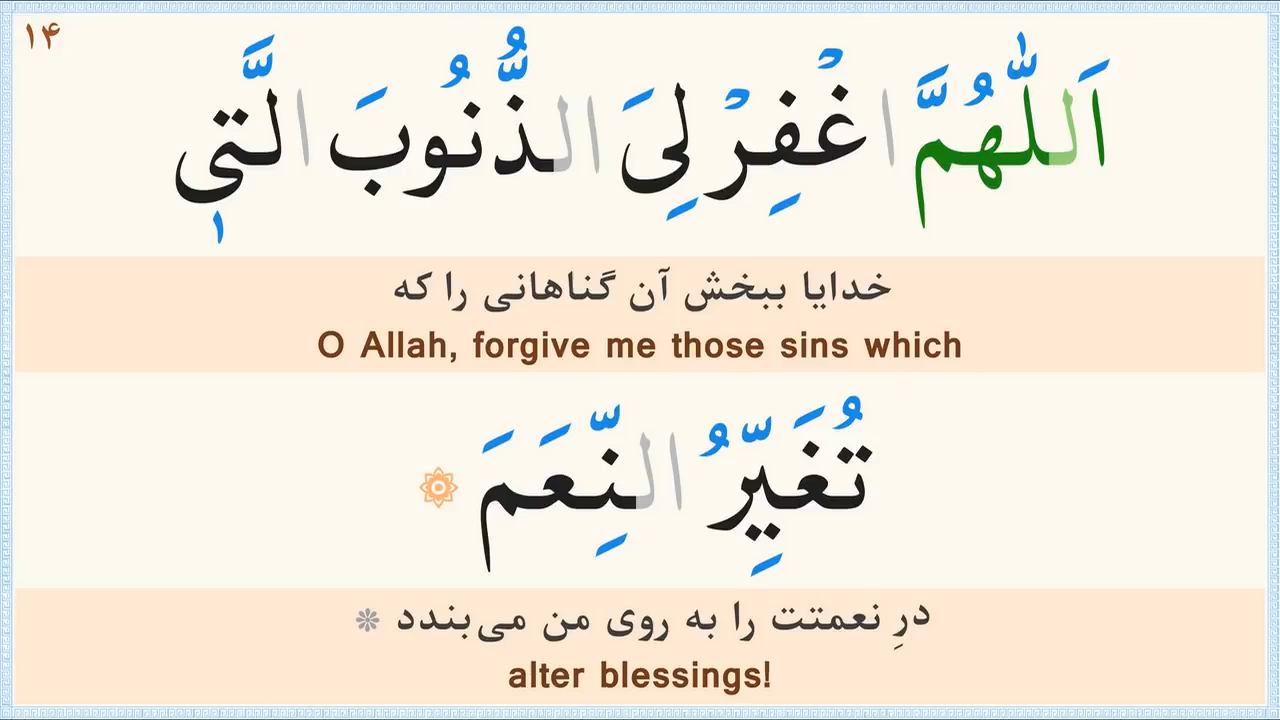 ۱۴
اَللّٰهُمَّ اغْفِرْ لِیَ الذُّنُوبَ الَّتی
خدایا ببخش آن گناهانی را که
O Allah, forgive me those sins which
تُغَیِّرُ النِّعَمَ
درِ نعمتت را به روی من می‌بندد
alter blessings!